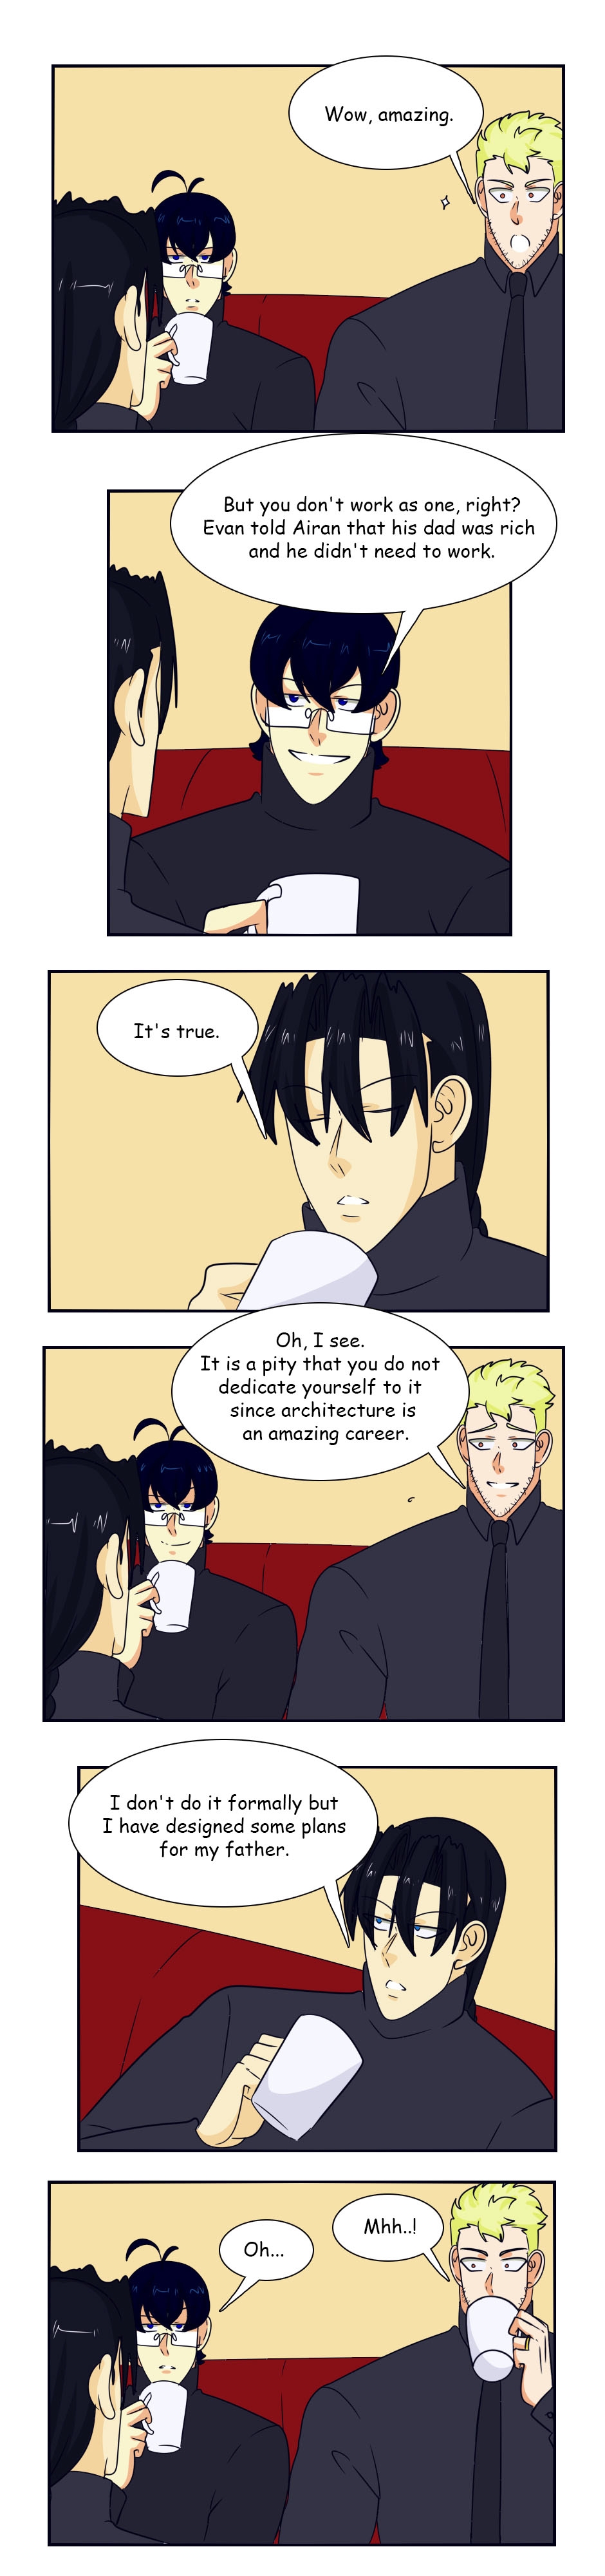 Wow, amazing.
But you don't work as one, right?
Evan told Airan that his dad was rich
and he didn't need to work.
It's true.
Oh, I see.
It is a pity that you do not
dedicate yourself to it
since architecture is
an amazing career.
I don't do it formally but
I have designed some plans
for my father.
Mhh..!
Oh...